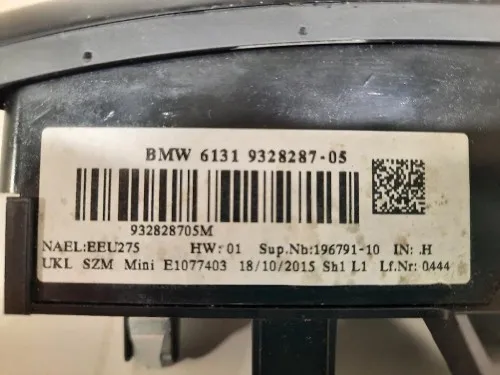 BMW 6131 9328287-05
932828705M
NAEL:EEU275 HW: 01 Sup.Nb:196791-10 IN: .H
UKL SZM Mini E1077403 18/10/2015 Sh1 L1 Lf.Nr: 0444